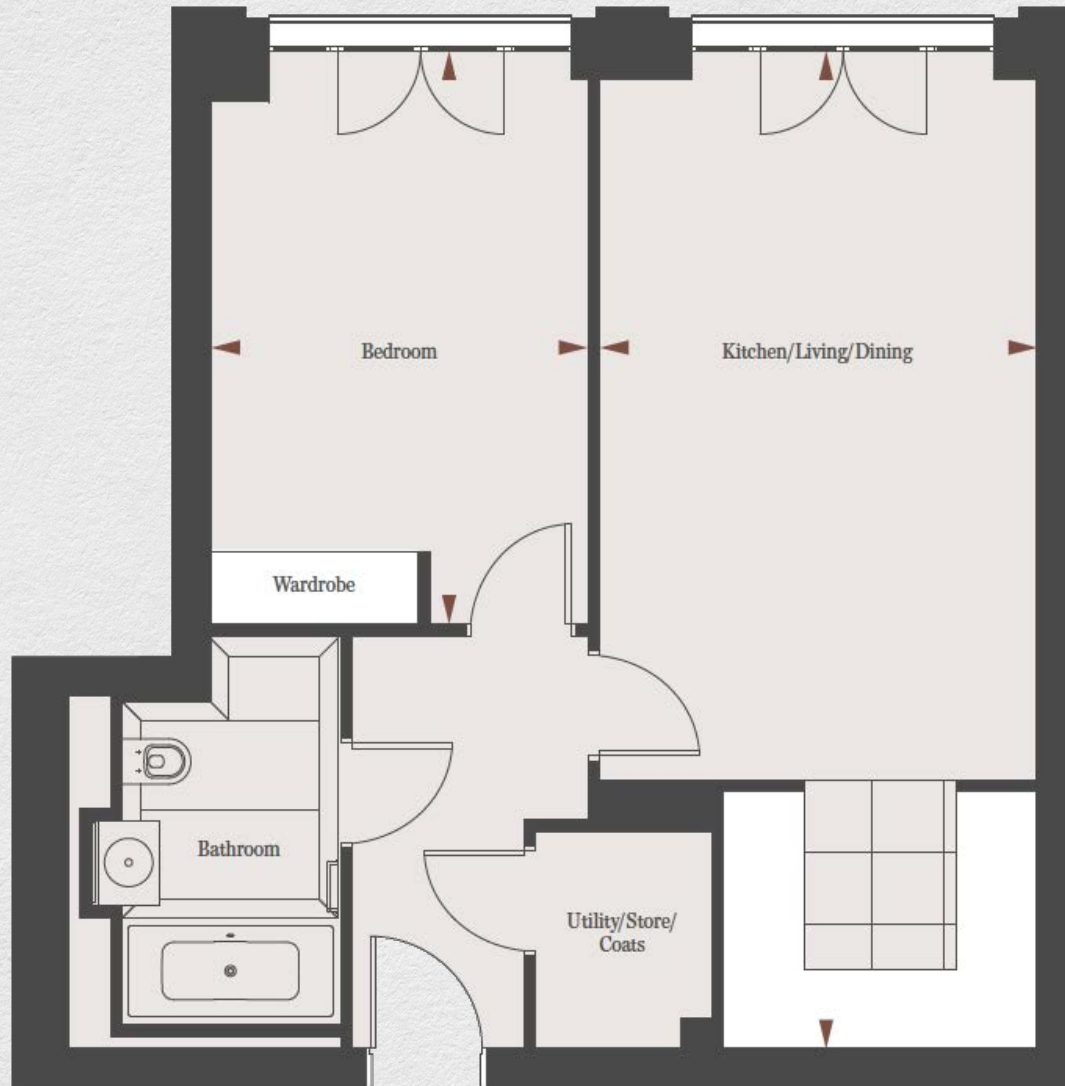 Bedroom
Kitchen/Living/Dining
Wardrobe
Bathroom
Utility/Store/
Coats